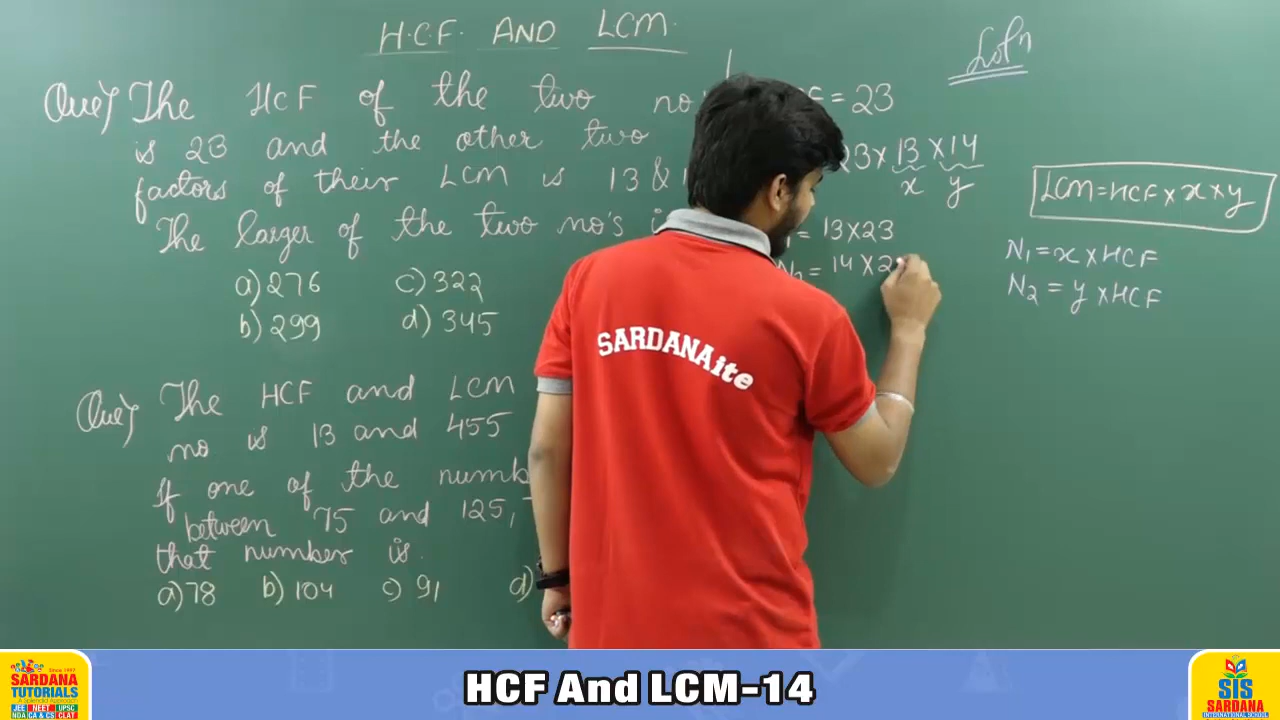 H.C.F. AND LCM.
Soln
Que) The HCF of the two no's
is 23 and the other two
factors of their LCM is 13 &
The larger of the two no's is
a) 276 c) 322
b) 299 d) 345
= 23
23 × 13 × 14
x y
= 13 × 23
= 14 × 2
LCM = HCF × x × y
N1 = x × HCF
N2 = y × HCF
Que) The HCF and LCM
no is 13 and 455
If one of the numb
between 75 and 125,
that number is.
a) 78 b) 104 c) 91 d)
SARDANAite
Since 1997
SARDANA
TUTORIALS
A Splendid Approach
JEE NEET UPSC
NDA CA & CS CLAT
HCF And LCM-14
SIS
SARDANA
INTERNATIONAL SCHOOL